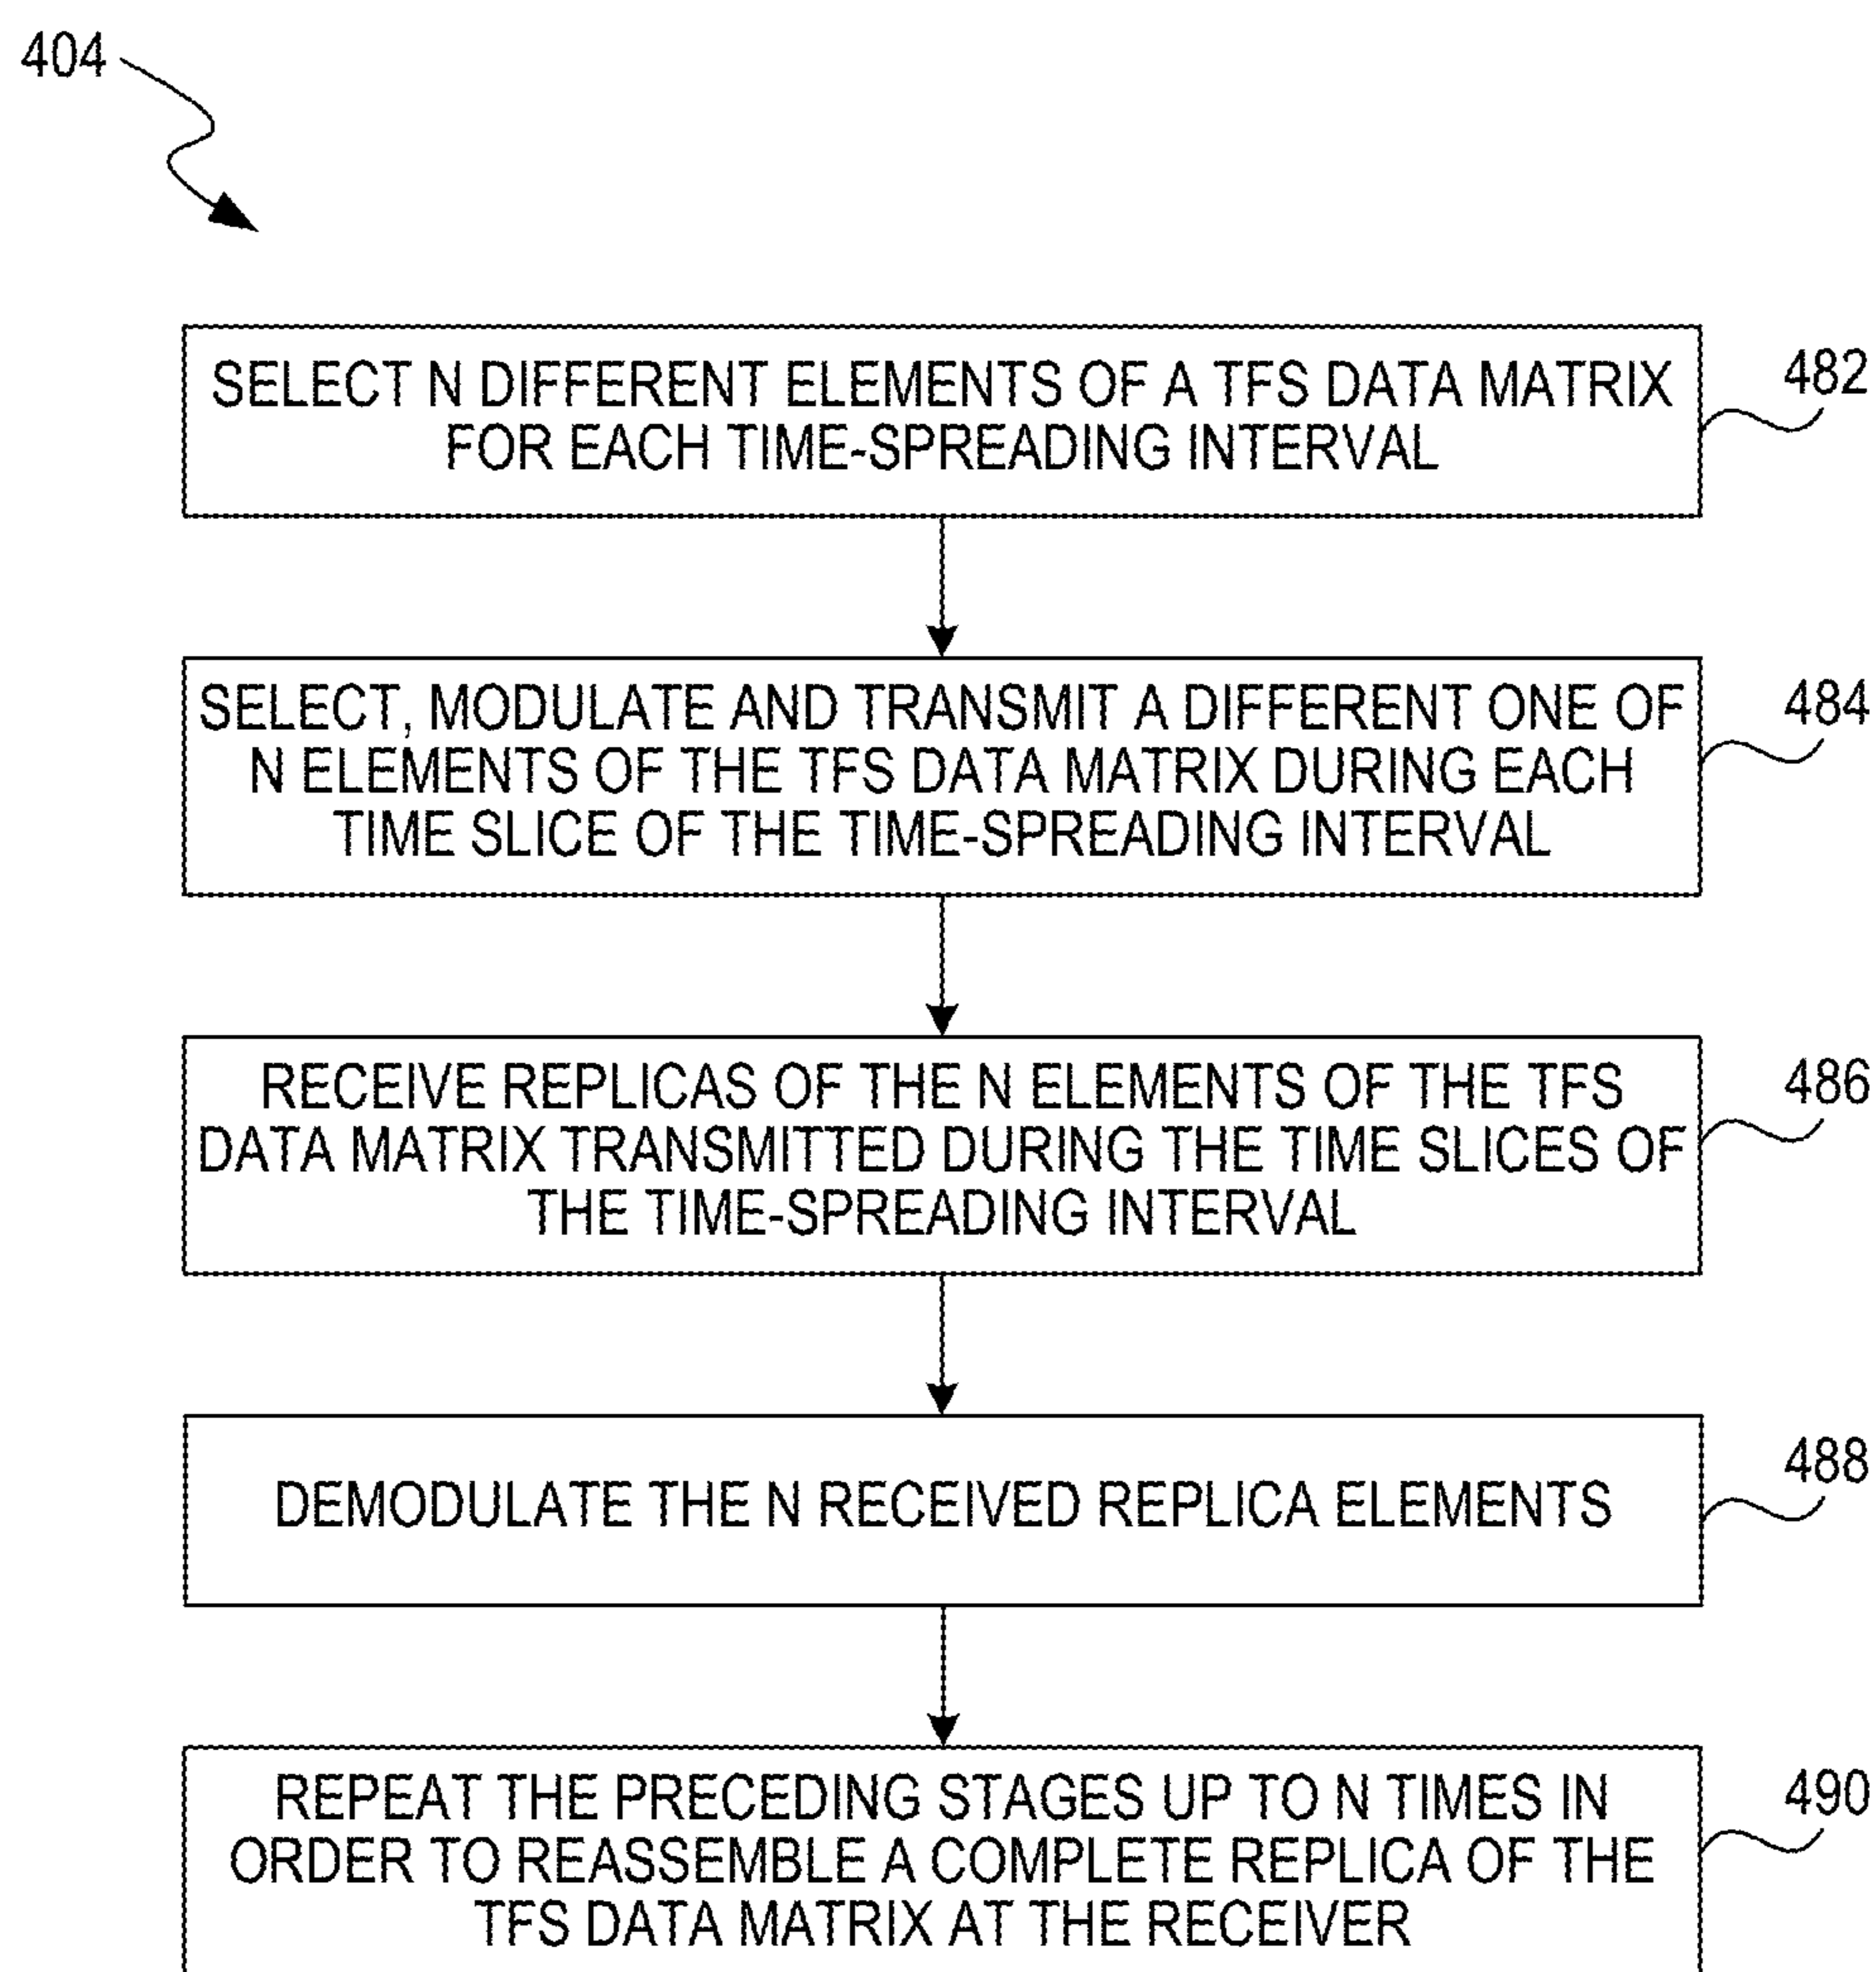 404
SELECT N DIFFERENT ELEMENTS OF A TFS DATA MATRIX
FOR EACH TIME-SPREADING INTERVAL
482
SELECT, MODULATE AND TRANSMIT A DIFFERENT ONE OF
N ELEMENTS OF THE TFS DATA MATRIX DURING EACH
TIME SLICE OF THE TIME-SPREADING INTERVAL
484
RECEIVE REPLICAS OF THE N ELEMENTS OF THE TFS
DATA MATRIX TRANSMITTED DURING THE TIME SLICES OF
THE TIME-SPREADING INTERVAL
486
DEMODULATE THE N RECEIVED REPLICA ELEMENTS
488
REPEAT THE PRECEDING STAGES UP TO N TIMES IN
ORDER TO REASSEMBLE A COMPLETE REPLICA OF THE
TFS DATA MATRIX AT THE RECEIVER
490